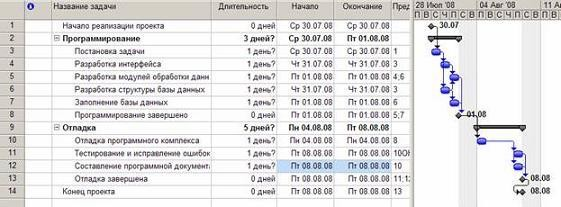 Название задачи Длительность Начало Окончание Пред 28 Июл '08 04 Авг '08 11 Ав
П В С Ч П С В П В С Ч П С В П В
1 Начало реализации проекта 0 дней Ср 30.07.08 Ср 30.07.08 30.07
2 Программирование 3 дней? Ср 30.07.08 Пт 01.08.08
3 Постановка задачи 1 день? Ср 30.07.08 Ср 30.07.08 1
4 Разработка интерфейса 1 день? Чт 31.07.08 Чт 31.07.08 3
5 Разработка модулей обработки данн 1 день? Пт 01.08.08 Пт 01.08.08 4;6
6 Разработка структуры базы данных 1 день? Чт 31.07.08 Чт 31.07.08 3
7 Заполнение базы данных 1 день? Пт 01.08.08 Пт 01.08.08 6
8 Программирование завершено 0 дней Пт 01.08.08 Пт 01.08.08 5;7 01.08
9 Отладка 5 дней? Пн 04.08.08 Пт 08.08.08
10 Отладка программного комплекса 1 день? Пн 04.08.08 Пн 04.08.08 8
11 Тестирование и исправление ошибок 1 день? Пт 08.08.08 Пт 08.08.08 10ОН
12 Составление программной документа 1 день? Пт 08.08.08 Пт 08.08.08 10
13 Отладка завершена 0 дней Пт 08.08.08 Пт 08.08.08 11;12 08.08
14 Конец проекта 0 дней Пт 08.08.08 Пт 08.08.08 13 08.08